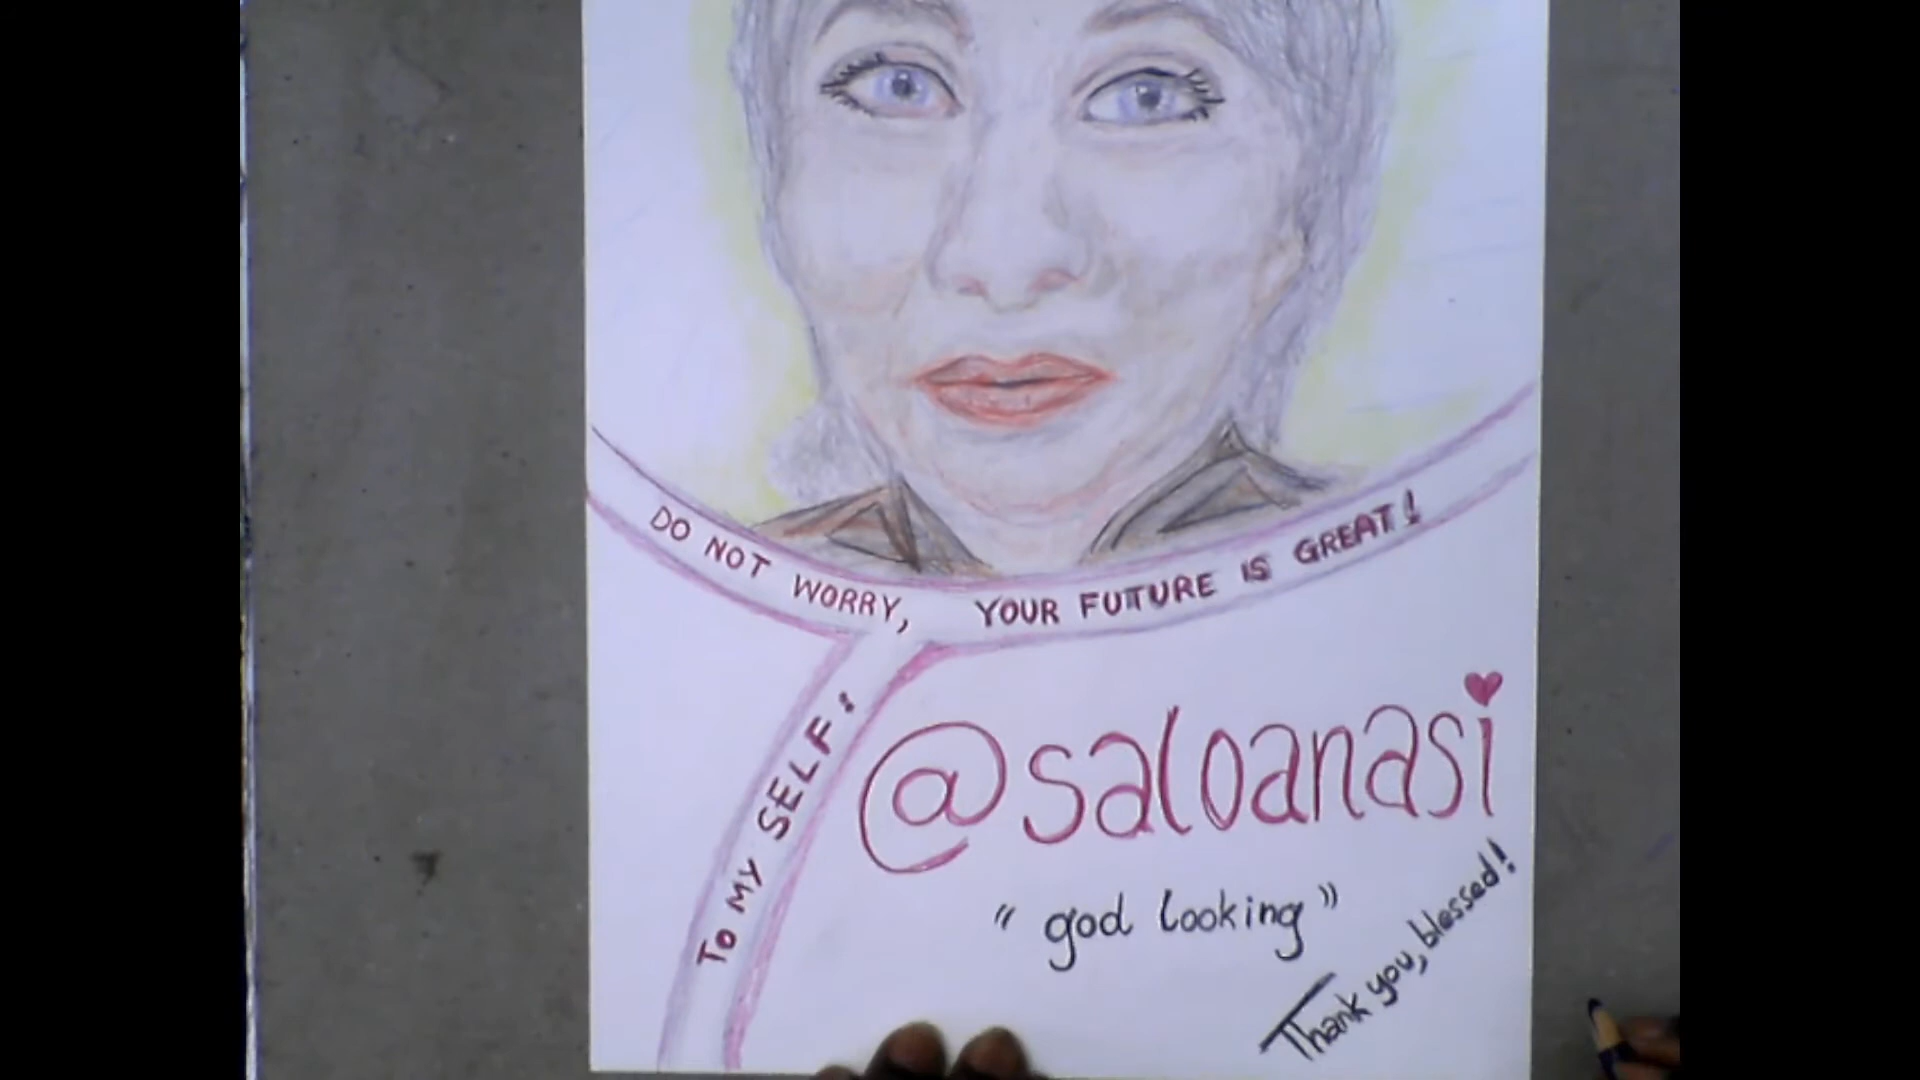 DO NOT WORRY, YOUR FUTURE IS GREAT!
TO MY SELF!
@saloanasi
"god looking"
Thank you, blessed!